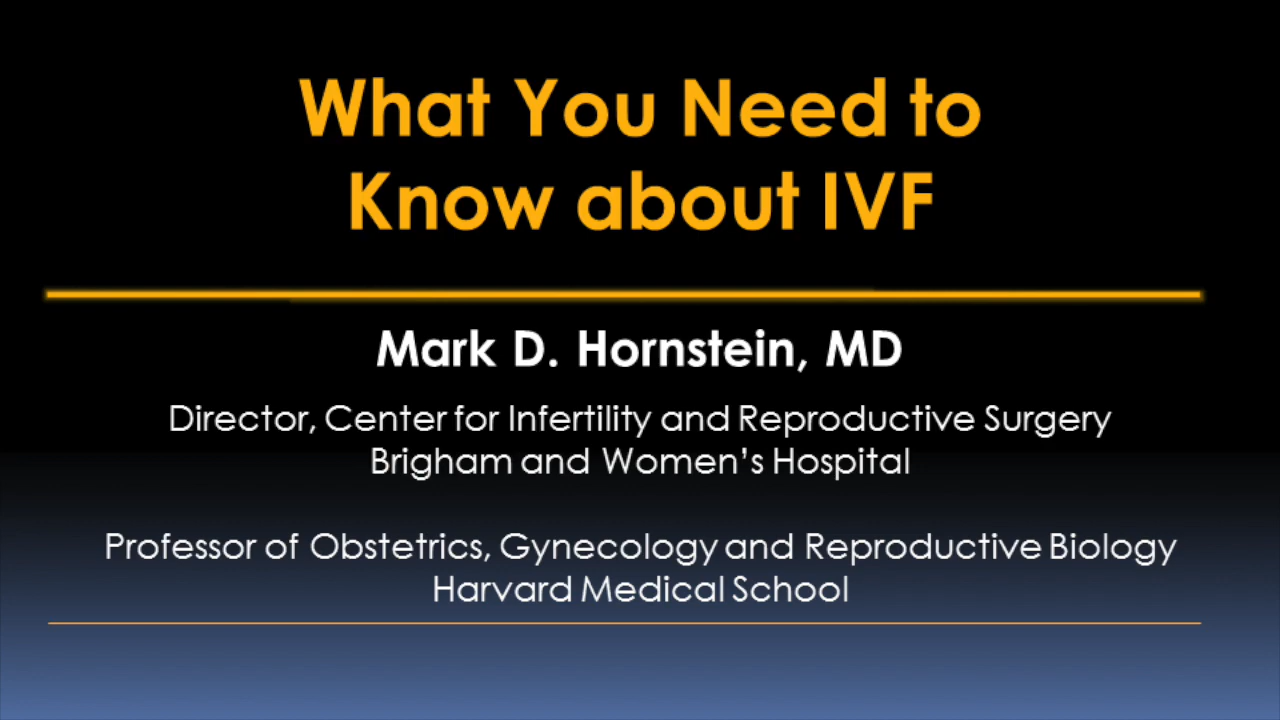 What You Need to
Know about IVF
Mark D. Hornstein, MD
Director, Center for Infertility and Reproductive Surgery
Brigham and Women’s Hospital
Professor of Obstetrics, Gynecology and Reproductive Biology
Harvard Medical School